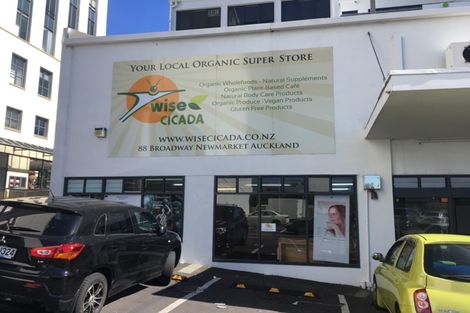 YOUR LOCAL ORGANIC SUPER STORE
Organic Wholefoods - Natural Supplements
Organic Plant-Based Café
Natural Body Care Products
Organic Produce - Vegan Products
Gluten Free Products
wise
CICADA
WWW.WISECICADA.CO.NZ
88 BROADWAY NEWMARKET AUCKLAND